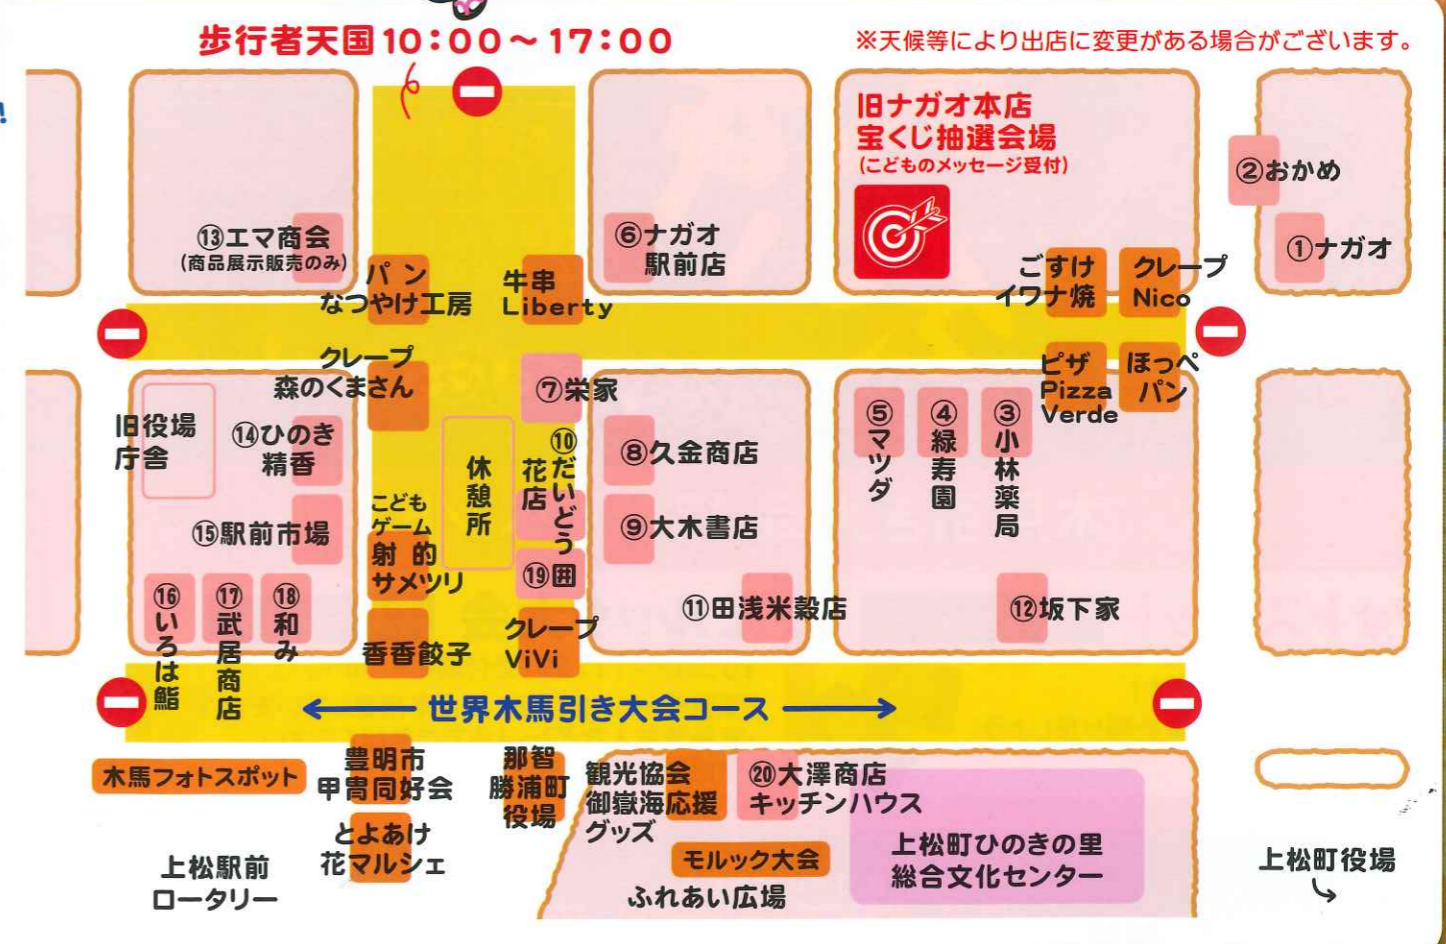 歩行者天国10:00～17:00
※天候等により出店に変更がある場合がございます。
!
旧ナガオ本店
宝くじ抽選会場
(こどものメッセージ受付)
②おかめ
①ナガオ
⑬エマ商会
(商品展示販売のみ)
パン
なつやけ工房
牛串
Liberty
⑥ナガオ
駅前店
ごすけ
イワナ焼
クレープ
Nico
クレープ
森のくまさん
⑦栄家
ピザ
Pizza
Verde
ほっぺ
パン
旧役場
庁舎
⑭ひのき
精香
⑮駅前市場
こども
ゲーム
射的
サメツリ
休憩所
⑩だいどう
花店
⑲囲
⑧久金商店
⑨大木書店
⑤マツダ
④緑寿園
③小林薬局
⑯いろは鮨
⑰武居商店
⑱和み
香香餃子
クレープ
ViVi
⑪田浅米穀店
⑫坂下家
世界木馬引き大会コース
木馬フォトスポット
豊明市
甲冑同好会
とよあけ
花マルシェ
那智
勝浦町
役場
観光協会
御嶽海応援
グッズ
⑳大澤商店
キッチンハウス
モルック大会
ふれあい広場
上松町ひのきの里
総合文化センター
上松駅前
ロータリー
上松町役場